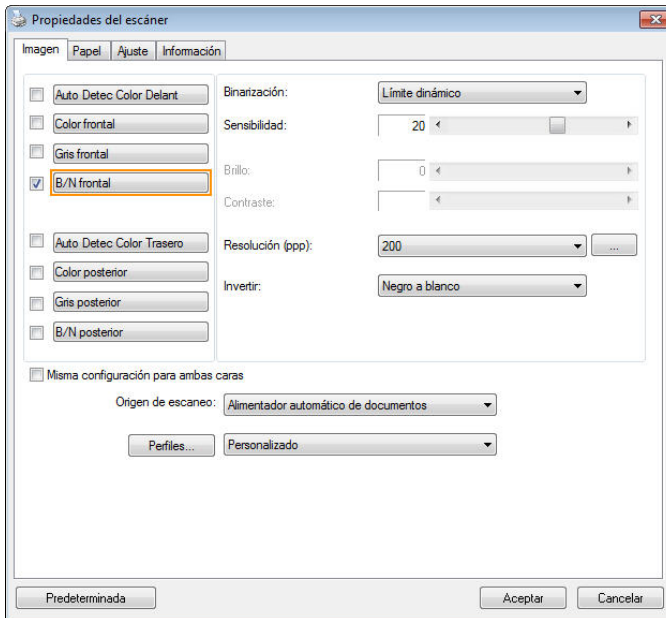 Propiedades del escáner
Imagen Papel Ajuste Información
Auto Detec Color Delant
Color frontal
Gris frontal
B/N frontal
Auto Detec Color Trasero
Color posterior
Gris posterior
B/N posterior
Binarización: Límite dinámico
Sensibilidad: 20
Brillo: 0
Contraste:
Resolución (ppp): 200 ...
Invertir: Negro a blanco
Misma configuración para ambas caras
Origen de escaneo: Alimentador automático de documentos
Perfiles... Personalizado
Predeterminada Aceptar Cancelar